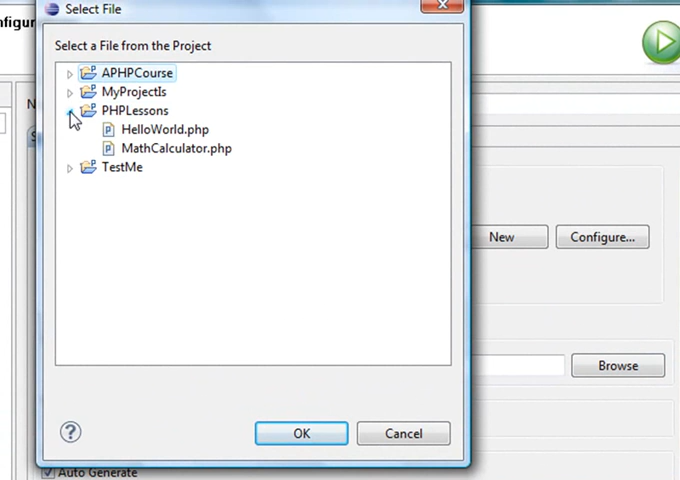 Select File
nfigur
Select a File from the Project
APHPCourse
MyProjectIs
PHPLessons
HelloWorld.php
MathCalculator.php
TestMe
New
Configure...
Browse
OK
Cancel
Auto Generate